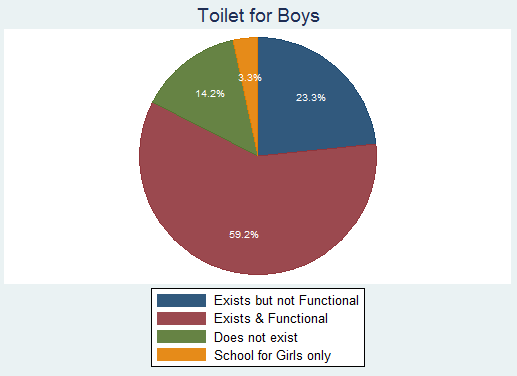 Toilet for Boys
3.3%
23.3%
14.2%
59.2%
Exists but not Functional
Exists & Functional
Does not exist
School for Girls only